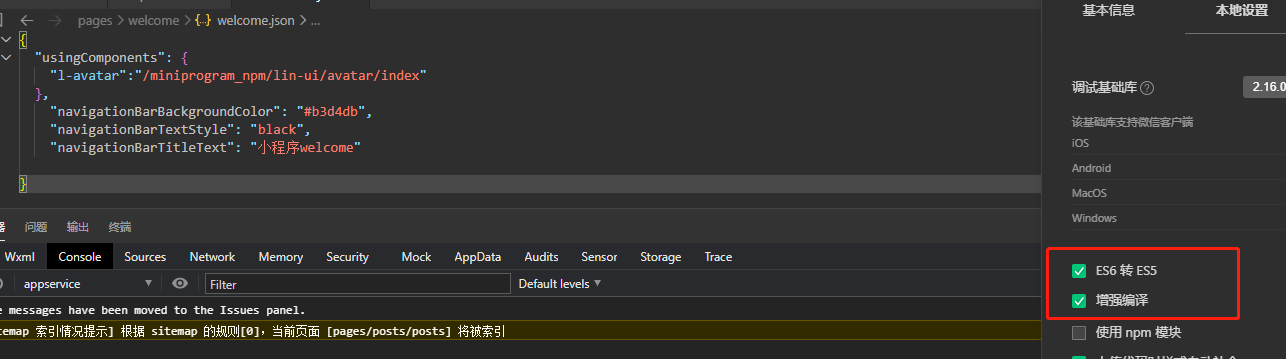 pages > welcome > {..} welcome.json > ...
{
"usingComponents": {
"l-avatar":"/miniprogram_npm/lin-ui/avatar/index"
},
"navigationBarBackgroundColor": "#b3d4db",
"navigationBarTextStyle": "black",
"navigationBarTitleText": "小程序welcome"
}
问题 输出 终端
Wxml Console Sources Network Memory Security Mock AppData Audits Sensor Storage Trace
appservice Filter Default levels
messages have been moved to the Issues panel.
temap 索引情况提示] 根据 sitemap 的规则[0]，当前页面 [pages/posts/posts] 将被索引
基本信息 本地设置
调试基础库 ? 2.16.0
该基础库支持微信客户端
iOS
Android
MacOS
Windows
ES6 转 ES5
增强编译
使用 npm 模块